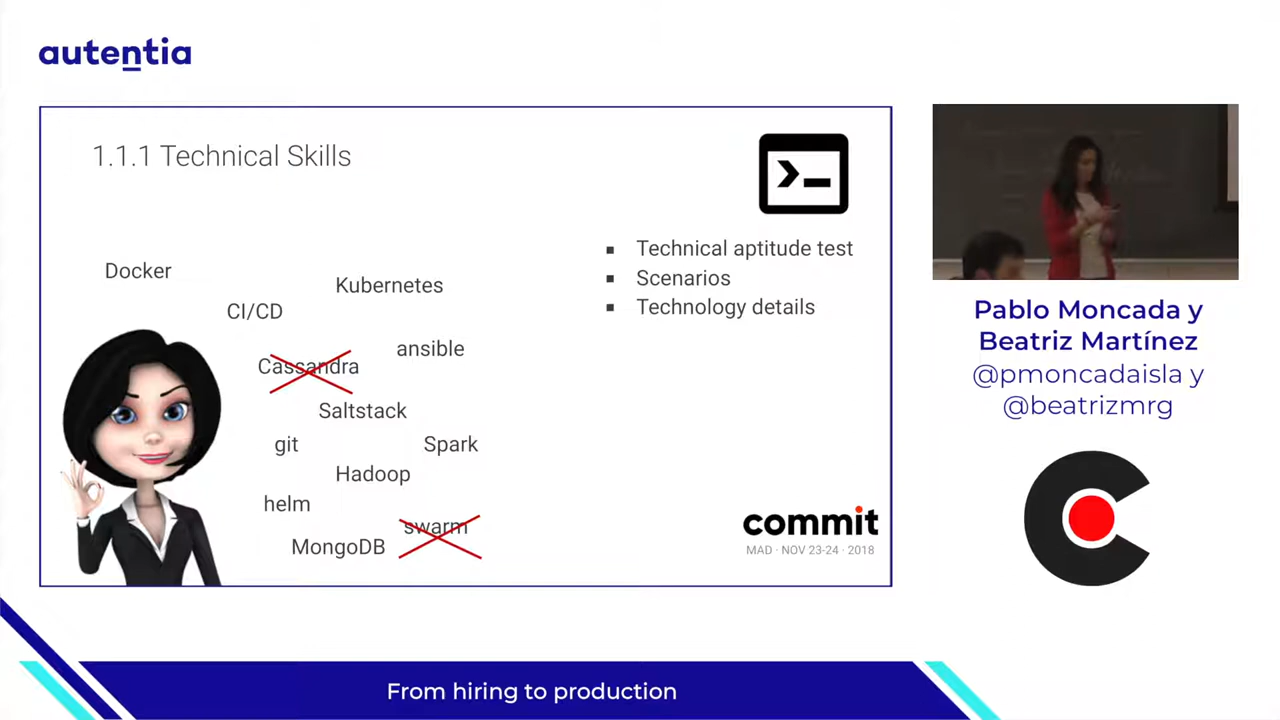 autentia
1.1.1 Technical Skills
Docker
Kubernetes
CI/CD
ansible
Cassandra
Saltstack
git
Spark
Hadoop
helm
swarm
MongoDB
Technical aptitude test
Scenarios
Technology details
commit
MAD · NOV 23-24 · 2018
Pablo Moncada y
Beatriz Martínez
@pmoncadaisla y
@beatrizmrg
From hiring to production